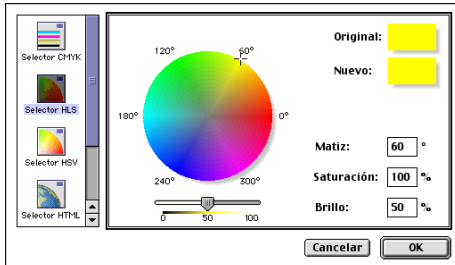 Selector CMYK
Selector HLS
Selector HSV
Selector HTML
120°
60°
180°
0°
240°
300°
0 50 100
Original:
Nuevo:
Matiz: 60 °
Saturación: 100 %
Brillo: 50 %
Cancelar OK